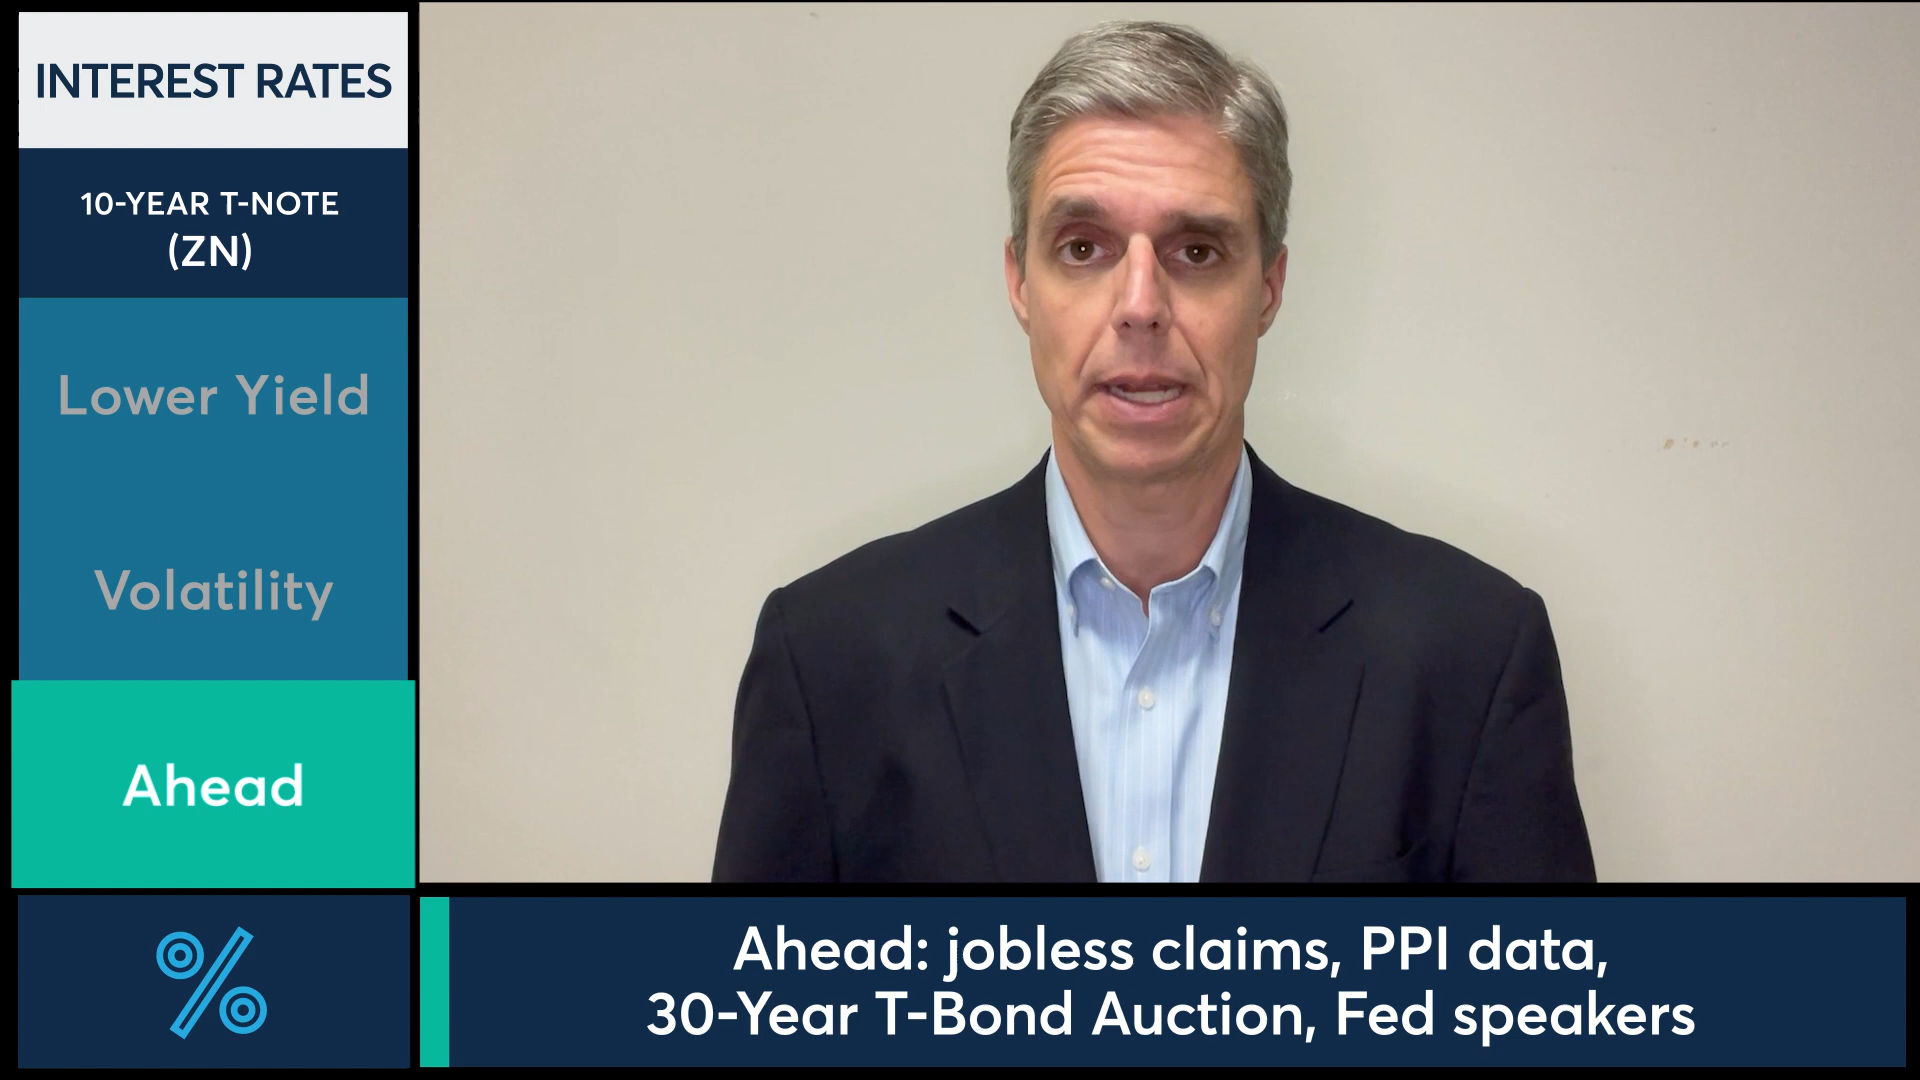 INTEREST RATES
10-YEAR T-NOTE
(ZN)
Lower Yield
Volatility
Ahead
Ahead: jobless claims, PPI data,
30-Year T-Bond Auction, Fed speakers